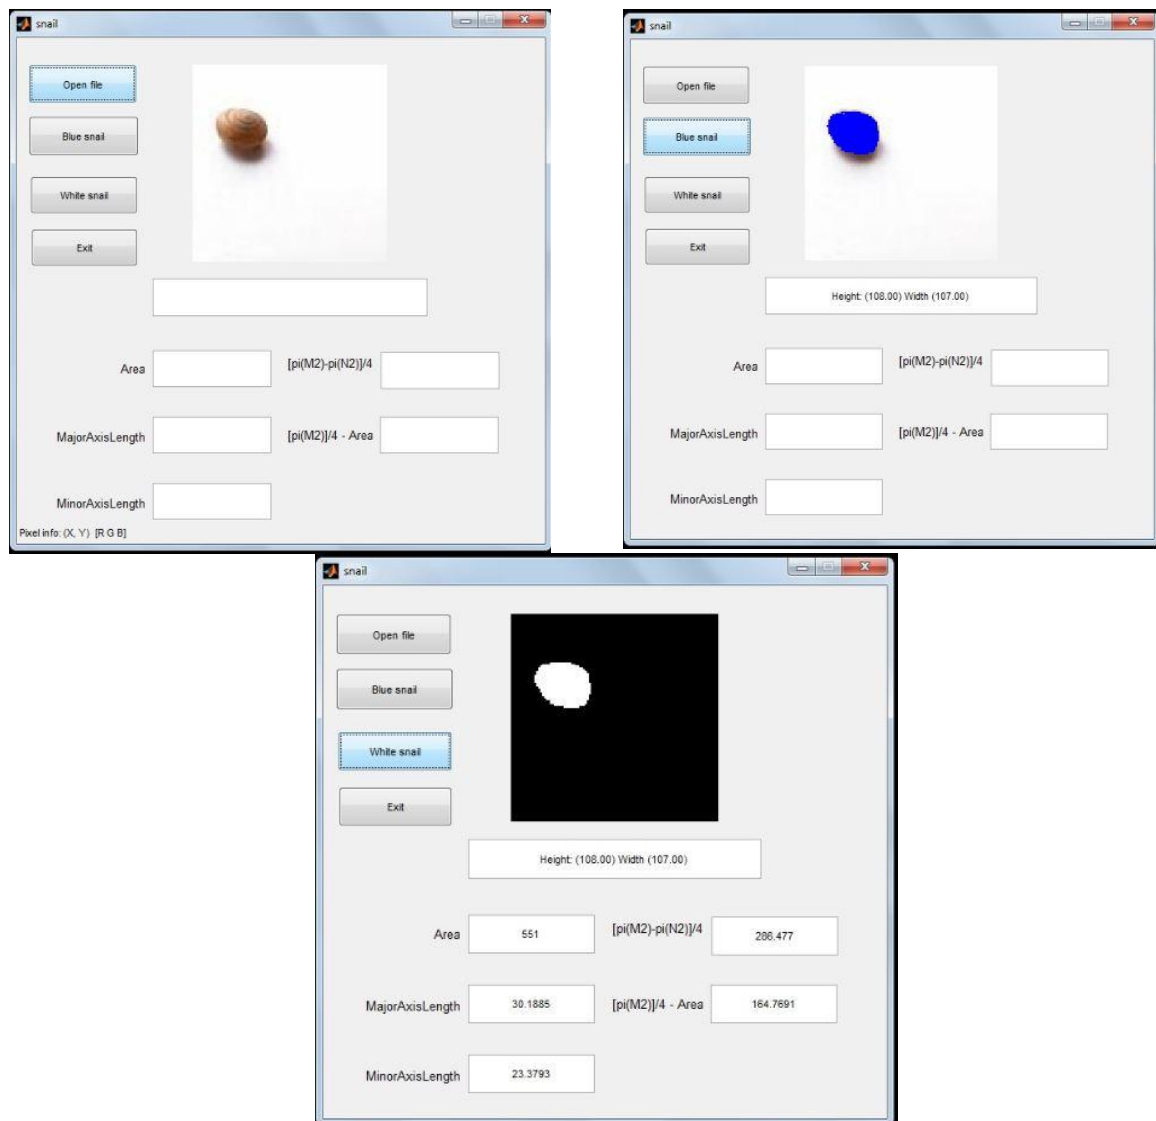 snail
Open file
Blue snail
White snail
Exit
Area
[pi(M2)-pi(N2)]/4
MajorAxisLength
[pi(M2)]/4 - Area
MinorAxisLength
Pixel info: (X, Y) [R G B]
snail
Open file
Blue snail
White snail
Exit
Height: (108.00) Width (107.00)
Area
[pi(M2)-pi(N2)]/4
MajorAxisLength
[pi(M2)]/4 - Area
MinorAxisLength
snail
Open file
Blue snail
White snail
Exit
Height: (108.00) Width (107.00)
Area 551 [pi(M2)-pi(N2)]/4 286.477
MajorAxisLength 30.1885 [pi(M2)]/4 - Area 164.7691
MinorAxisLength 23.3793